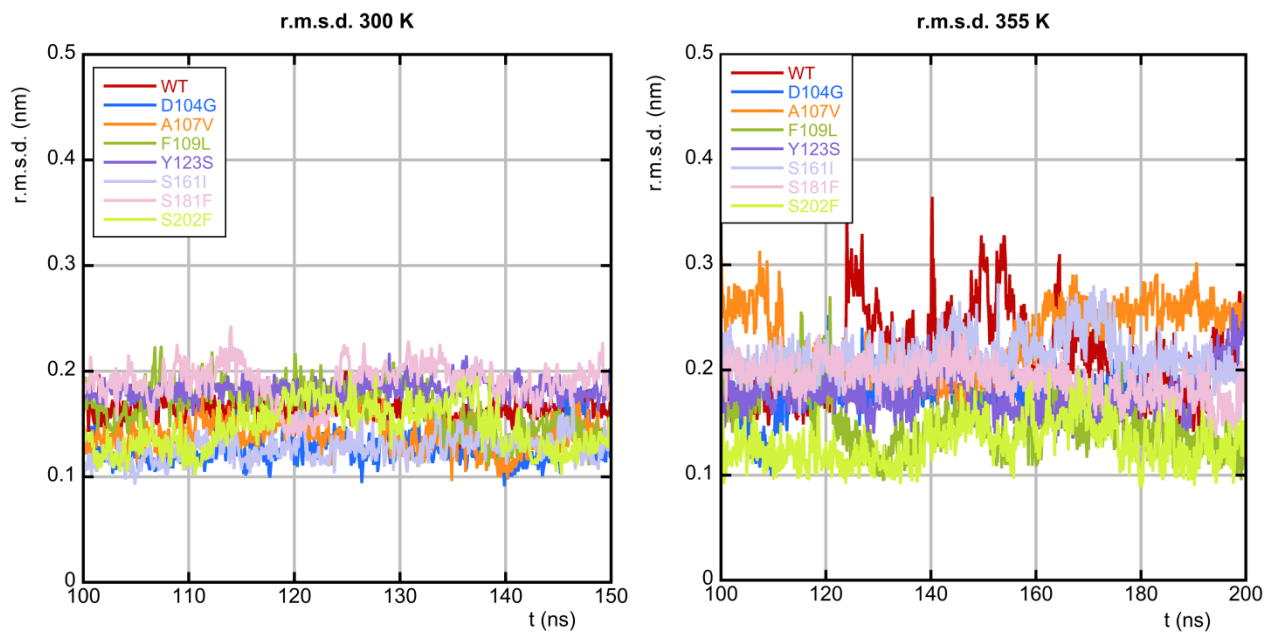 r.m.s.d. 300 K
r.m.s.d. (nm)
0.5
0.4
0.3
0.2
0.1
0
WT
D104G
A107V
F109L
Y123S
S161I
S181F
S202F
100 110 120 130 140 150
t (ns)
r.m.s.d. 355 K
r.m.s.d. (nm)
0.5
0.4
0.3
0.2
0.1
0
WT
D104G
A107V
F109L
Y123S
S161I
S181F
S202F
100 120 140 160 180 200
t (ns)